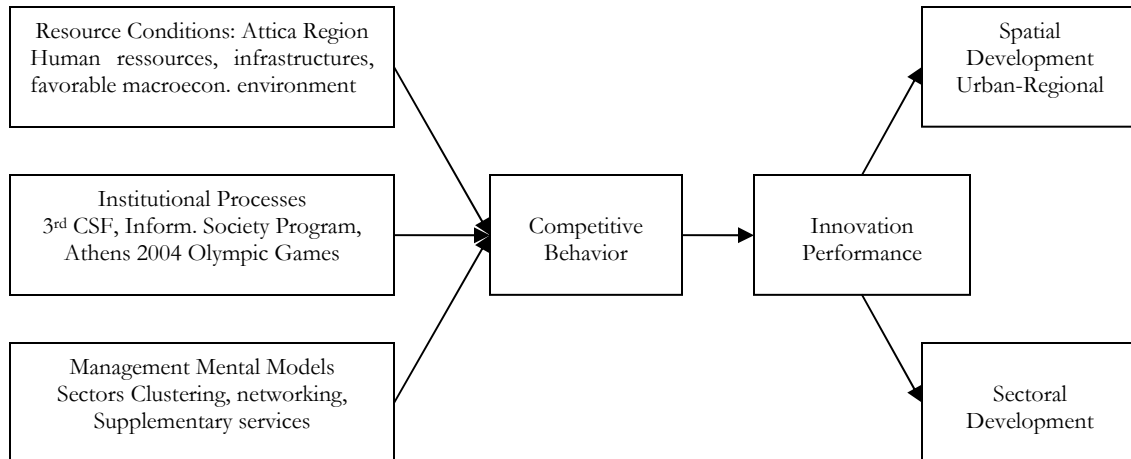 Resource Conditions: Attica Region
Human ressources, infrastructures,
favorable macroecon. environment
Institutional Processes
3rd CSF, Inform. Society Program,
Athens 2004 Olympic Games
Management Mental Models
Sectors Clustering, networking,
Supplementary services
Competitive
Behavior
Innovation
Performance
Spatial
Development
Urban-Regional
Sectoral
Development